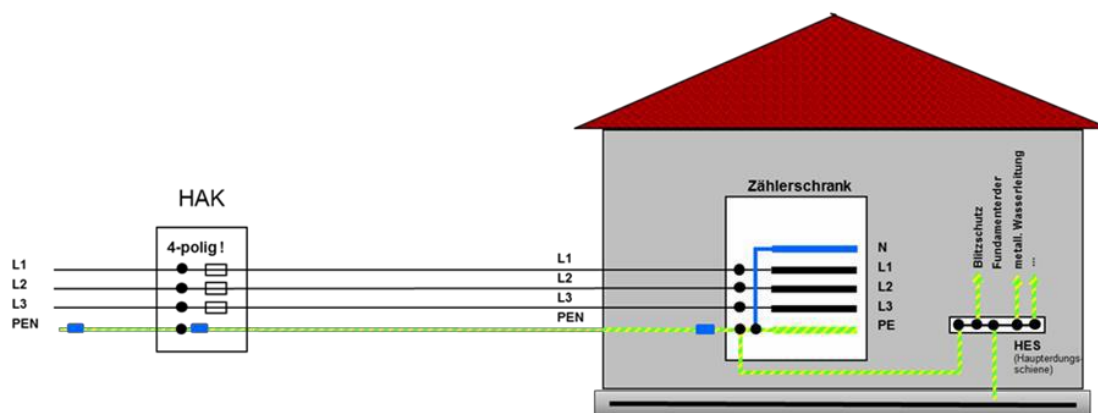 HAK
4-polig !
L1
L2
L3
PEN
L1
L2
L3
PEN
Zählerschrank
N
L1
L2
L3
PE
Blitzschutz
Fundamenterder
metall. Wasserleitung
...
HES
(Haupterdungs-
schiene)